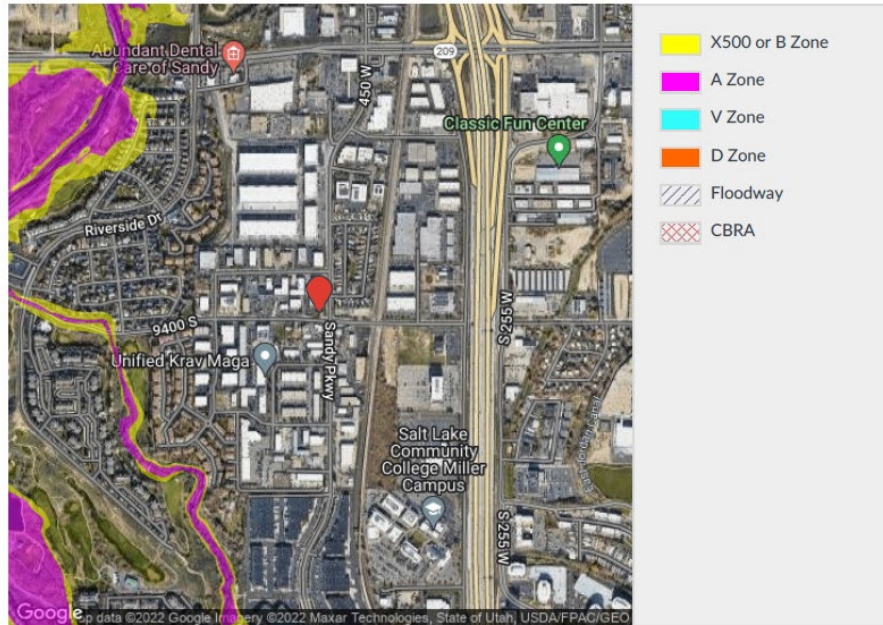 Abundant Dental
Care of Sandy
209
450 W
Classic Fun Center
Riverside Dr
9400 S
Sandy Pkwy
S 255 W
Unified Krav Maga
Salt Lake
Community
College Miller
Campus
S 255 W
Google
p data ©2022 Google Imagery ©2022 Maxar Technologies, State of Utah, USDA/FPAC/GEO
X500 or B Zone
A Zone
V Zone
D Zone
Floodway
CBRA